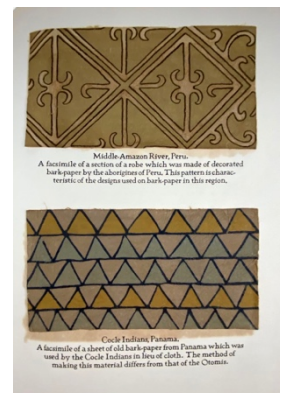 Middle-Amazon River, Peru.
A facsimile of a section of a robe which was made of decorated
bark-paper by the aborigines of Peru. This pattern is charac-
teristic of the designs used on bark-paper in this region.
Cocle Indians, Panama.
A facsimile of a sheet of old bark-paper from Panama which was
used by the Cocle Indians in lieu of cloth. The method of
making this material differs from that of the Otomis.